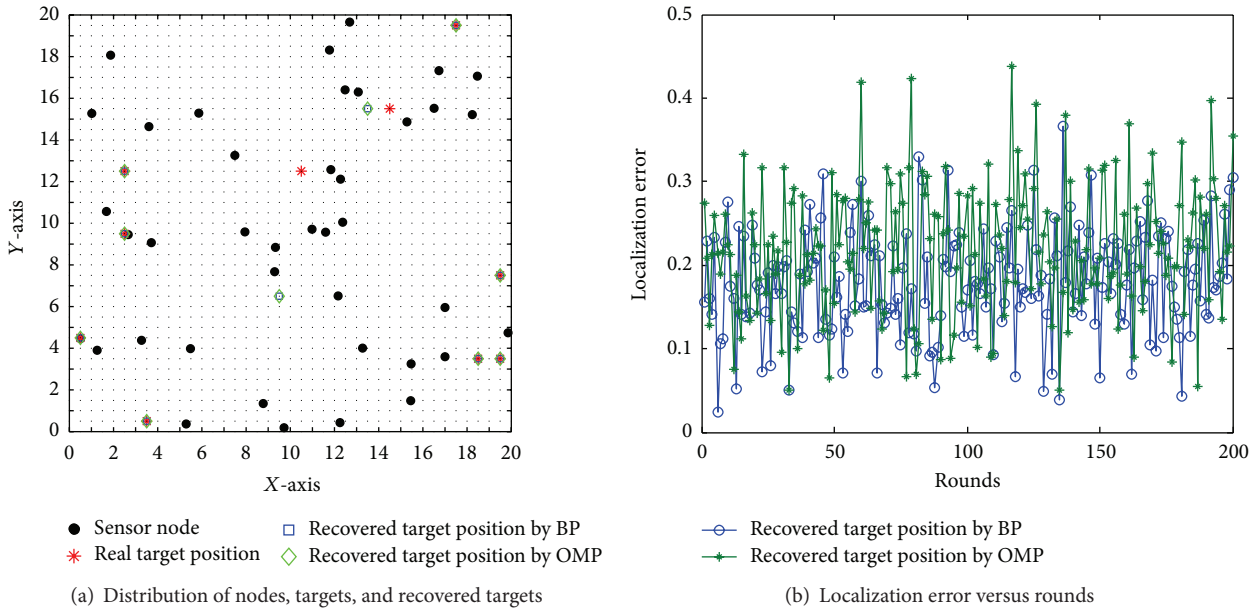 20
18
16
14
12
10
8
6
4
2
0
Y-axis
0 2 4 6 8 10 12 14 16 18 20
X-axis
Sensor node
Real target position
Recovered target position by BP
Recovered target position by OMP
(a) Distribution of nodes, targets, and recovered targets
0.5
0.4
0.3
0.2
0.1
0
Localization error
0 50 100 150 200
Rounds
Recovered target position by BP
Recovered target position by OMP
(b) Localization error versus rounds